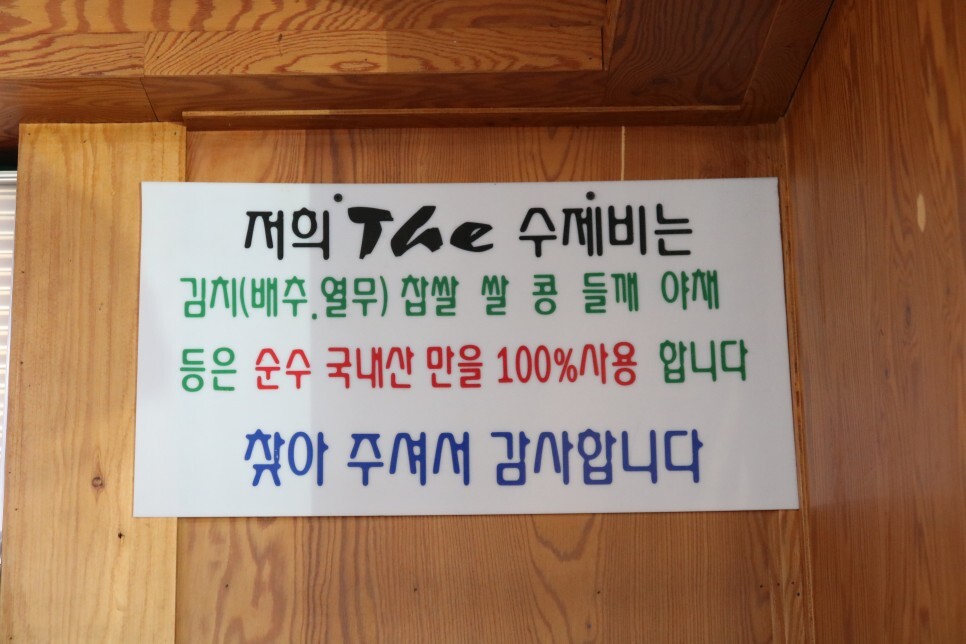 저희 The 수제비는
김치(배추.열무) 찹쌀 쌀 콩 들깨 야채
등은 순수 국내산 만을 100%사용 합니다
찾아 주셔서 감사합니다